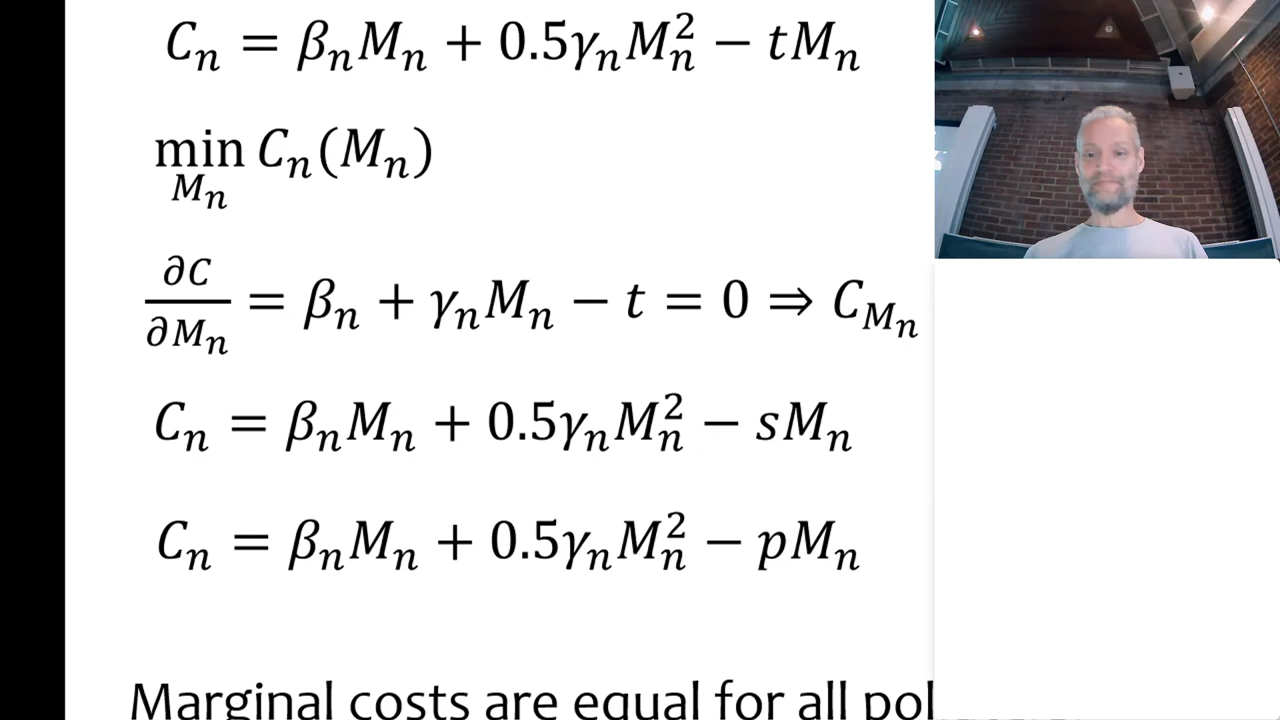 Cₙ = βₙMₙ + 0.5γₙMₙ² − tMₙ
min Cₙ(Mₙ)
Mₙ
∂C/∂Mₙ = βₙ + γₙMₙ − t = 0 ⇒ C_Mₙ
Cₙ = βₙMₙ + 0.5γₙMₙ² − sMₙ
Cₙ = βₙMₙ + 0.5γₙMₙ² − pMₙ
Marginal costs are equal for all